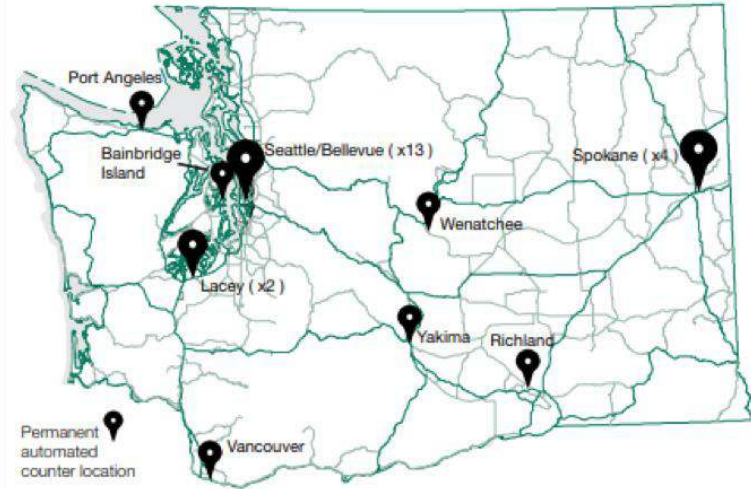 Port Angeles
Bainbridge
Island
Seattle/Bellevue ( x13 )
Spokane ( x4 )
Wenatchee
Lacey ( x2 )
Yakima
Richland
Vancouver
Permanent
automated
counter location